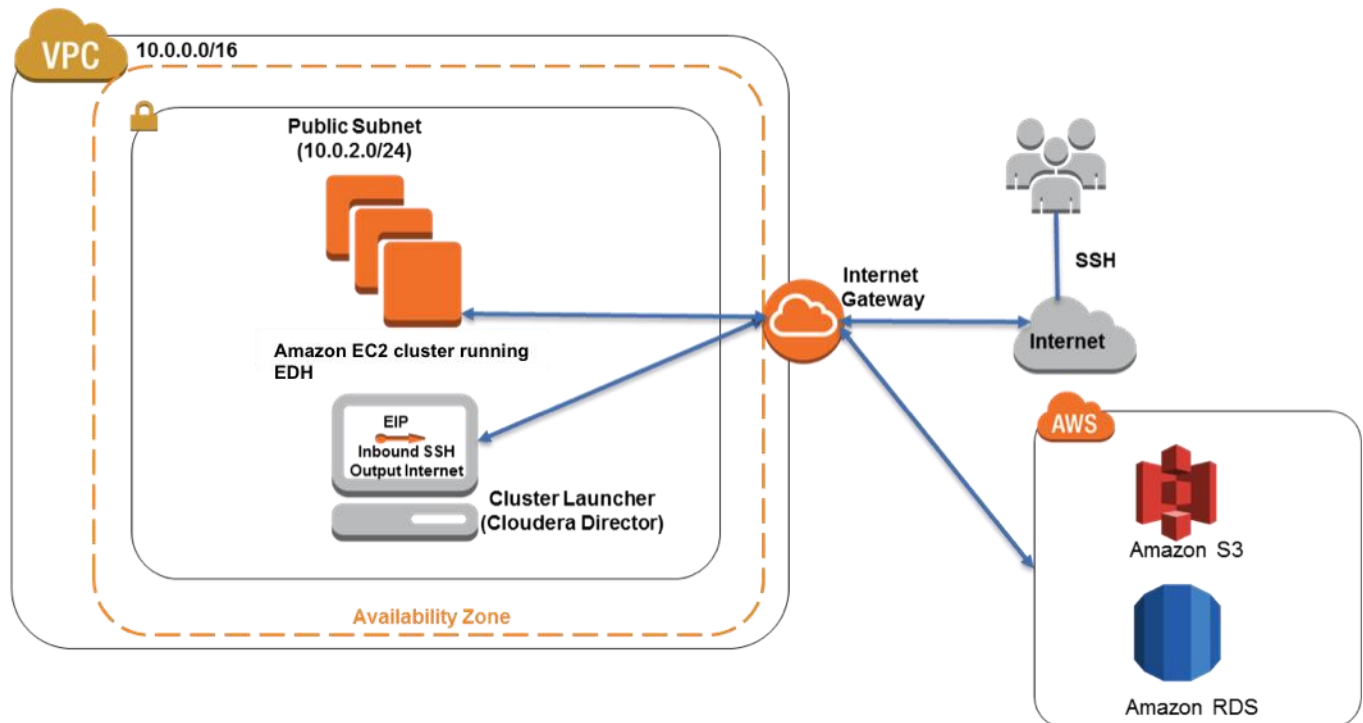 VPC
10.0.0.0/16
Public Subnet
(10.0.2.0/24)
Amazon EC2 cluster running
EDH
EIP
Inbound SSH
Output Internet
Cluster Launcher
(Cloudera Director)
Availability Zone
Internet
Gateway
SSH
Internet
AWS
Amazon S3
Amazon RDS